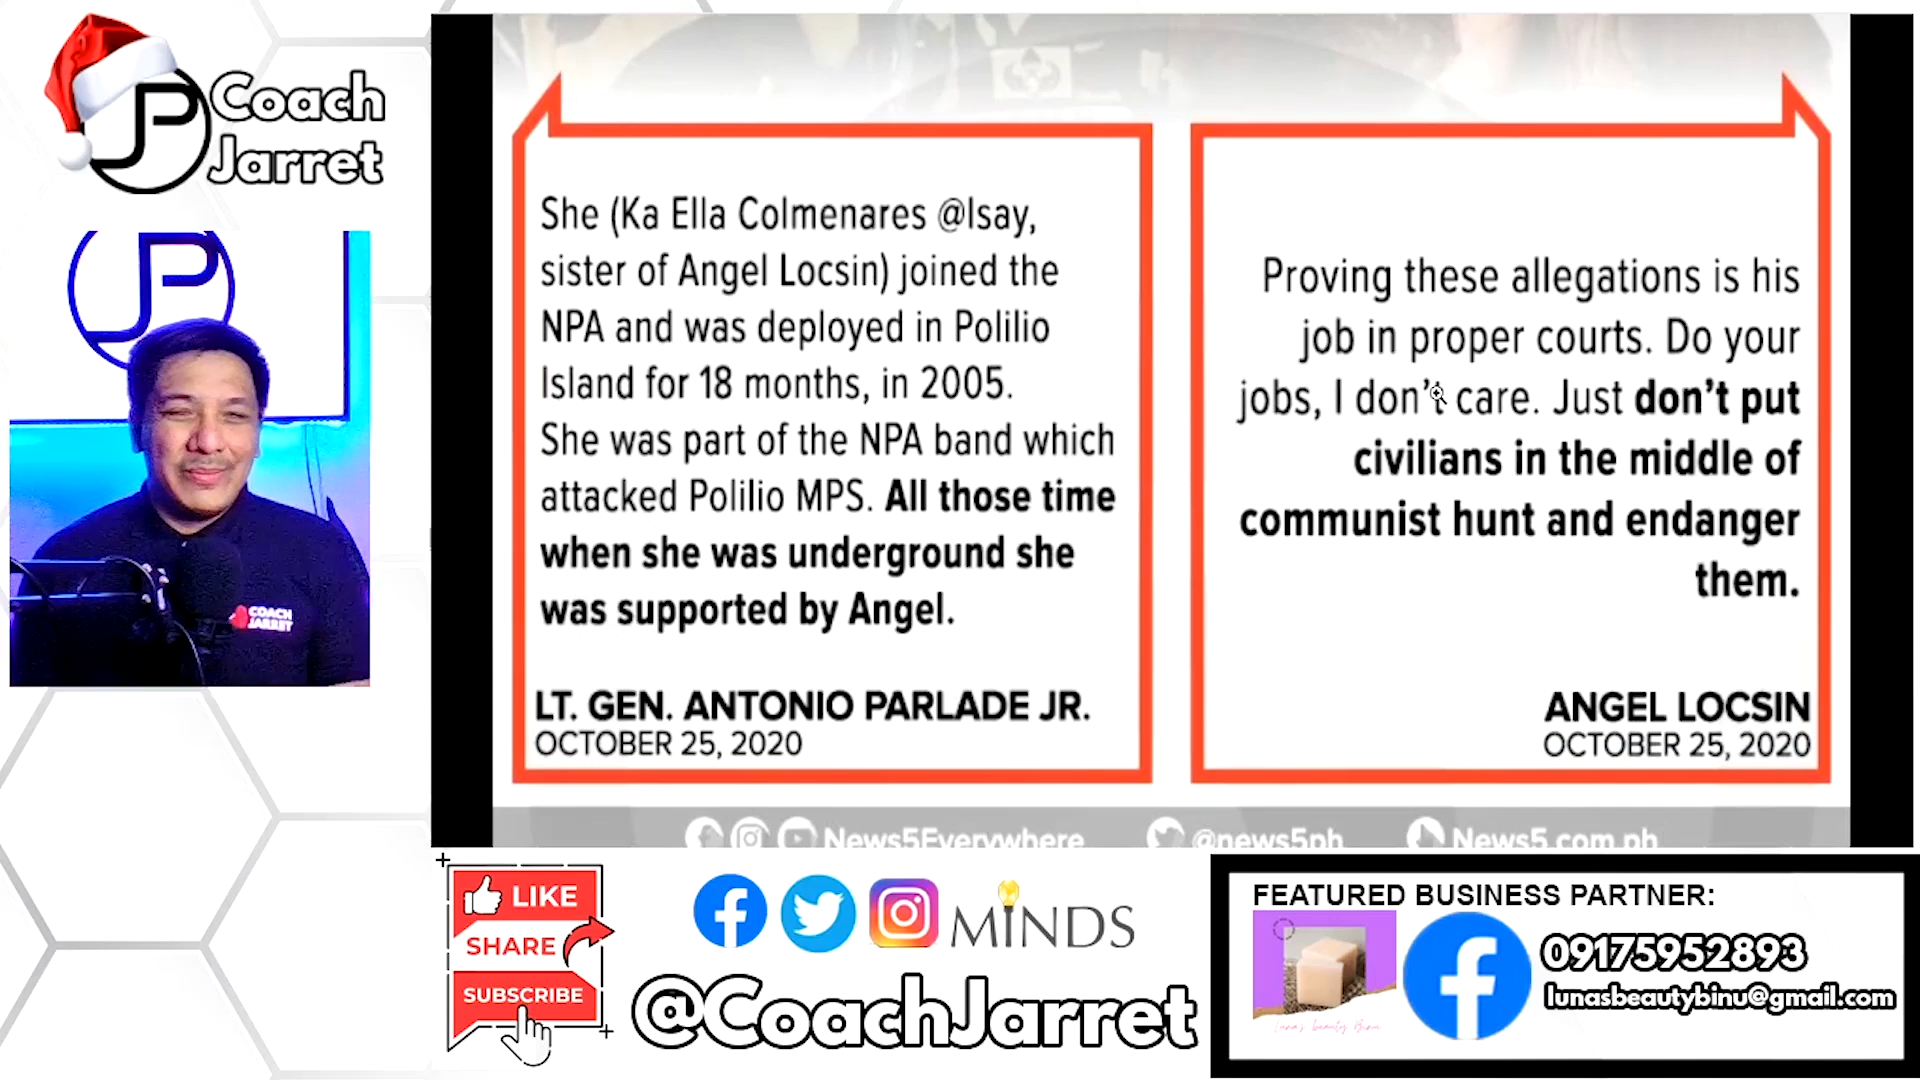 Coach
Jarret
COACH
JARRET
She (Ka Ella Colmenares @Isay,
sister of Angel Locsin) joined the
NPA and was deployed in Polilio
Island for 18 months, in 2005.
She was part of the NPA band which
attacked Polilio MPS. All those time
when she was underground she
was supported by Angel.
LT. GEN. ANTONIO PARLADE JR.
OCTOBER 25, 2020
Proving these allegations is his
job in proper courts. Do your
jobs, I don't care. Just don't put
civilians in the middle of
communist hunt and endanger
them.
ANGEL LOCSIN
OCTOBER 25, 2020
News5Everywhere @news5ph News5.com.ph
LIKE
SHARE
SUBSCRIBE
MINDS
@CoachJarret
FEATURED BUSINESS PARTNER:
09175952893
lunasbeautybinu@gmail.com
Luna's Beauty Binu